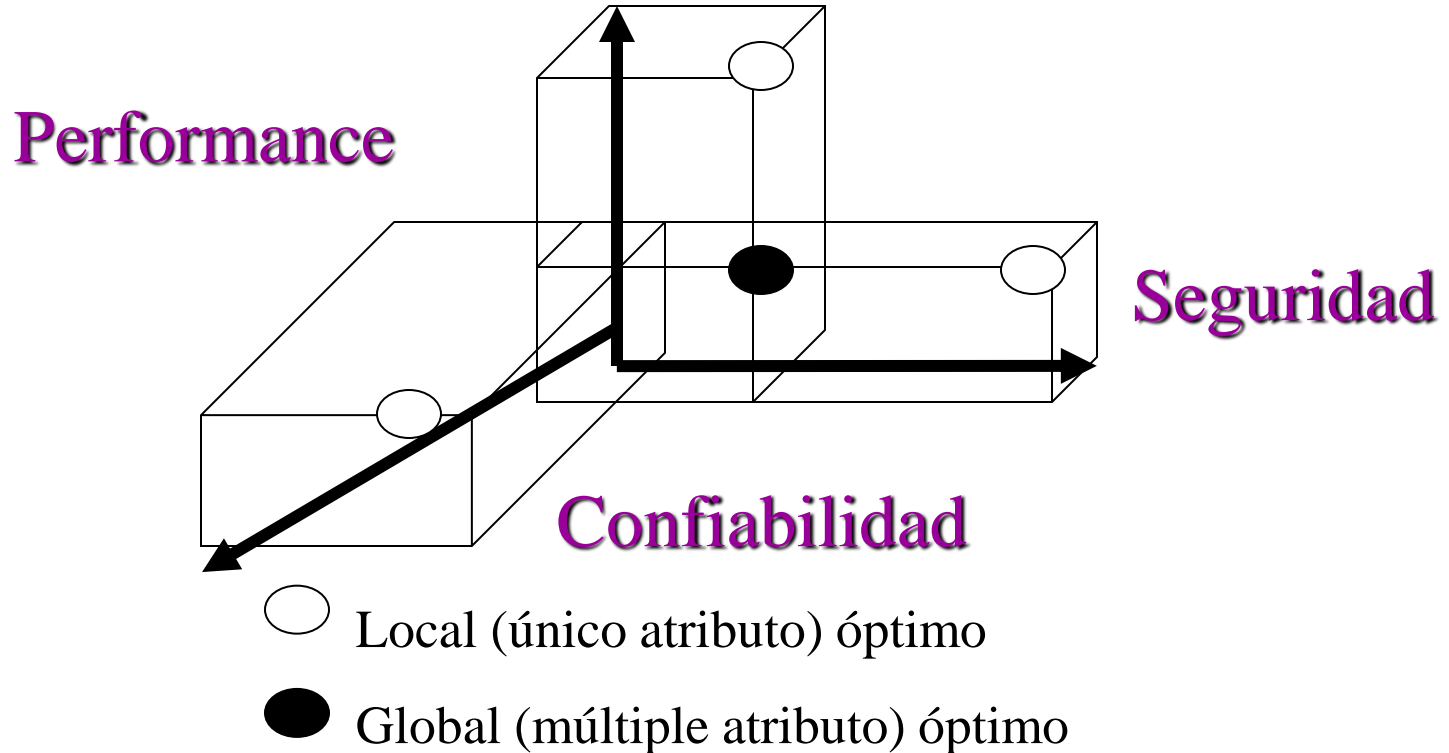 Performance
Seguridad
Confiabilidad
Local (único atributo) óptimo
Global (múltiple atributo) óptimo